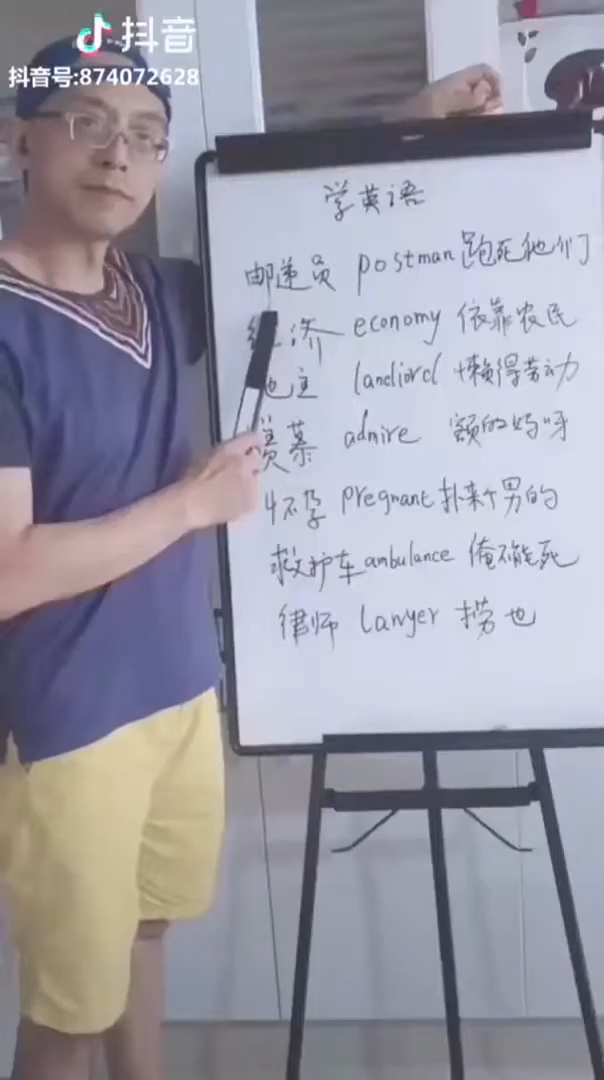 抖音
抖音号:874072628
学英语
邮递员 postman 跑死他们
经济 economy 依靠农民
地主 landlord 懒得劳动
羡慕 admire 额的妈呀
怀孕 pregnant 扑来个男的
救护车 ambulance 俺不能死
律师 lawyer 捞也